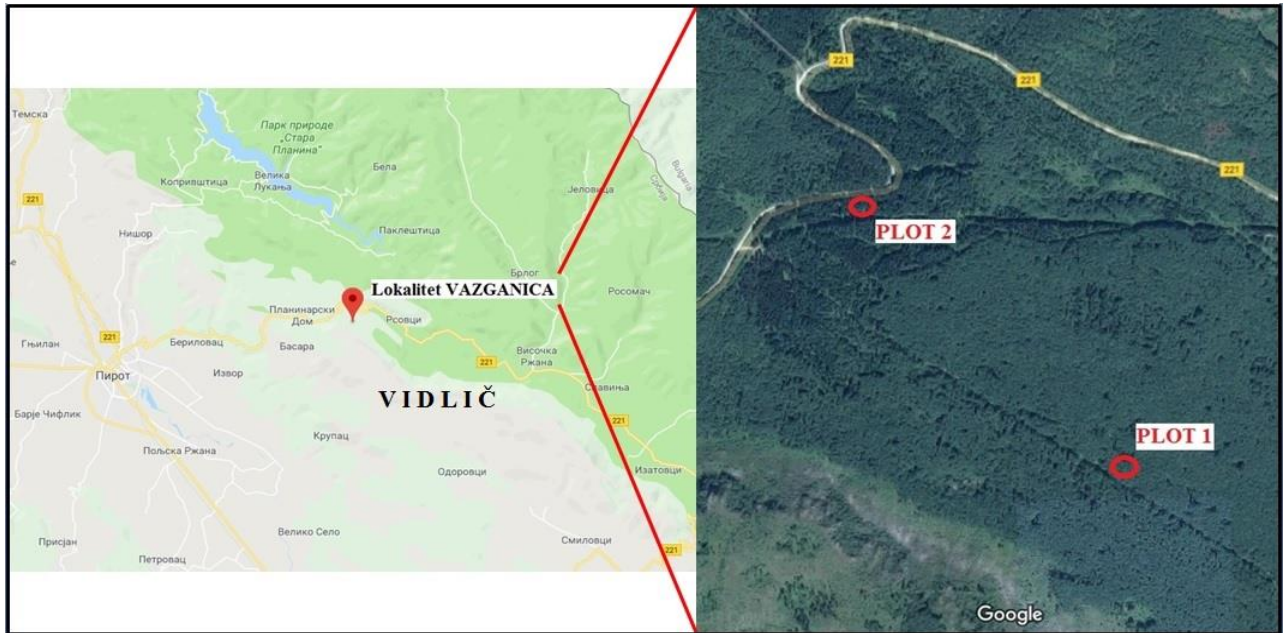 Темска
Парк природе
"Стара
Планина"
Бела
Bulgaria
Србија
Копривштица
Велика
Лукања
Јеловица
221
Нишор
Паклештица
Брлог
Росомач
Lokalitet VAZGANICA
Планинарски
Дом
Рсовци
221
Гњилан
Бериловац
Басара
Височка
Ржана
221
Пирот
Извор
VIDLIČ
Славиња
221
Барје Чифлик
Крупац
Пољска Ржана
Одоровци
Изатовци
Велико Село
Присјан
Смиловци
Петровац
221
221
221
PLOT 2
PLOT 1
Google